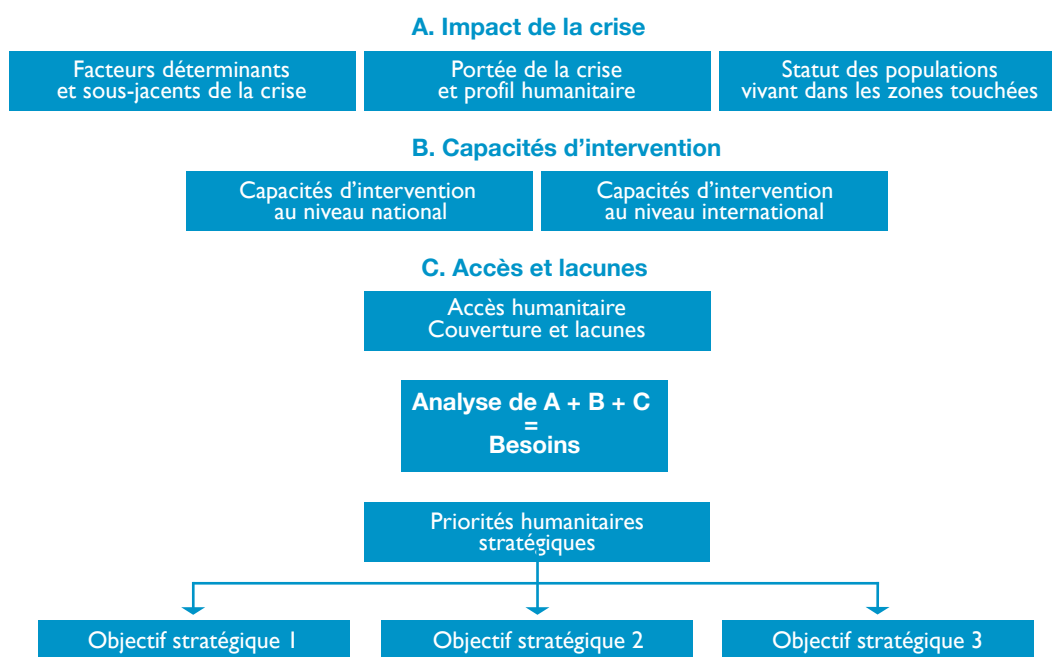 A. Impact de la crise
Facteurs déterminants
et sous-jacents de la crise
Portée de la crise
et profil humanitaire
Statut des populations
vivant dans les zones touchées
B. Capacités d’intervention
Capacités d’intervention
au niveau national
Capacités d’intervention
au niveau international
C. Accès et lacunes
Accès humanitaire
Couverture et lacunes
Analyse de A + B + C
=
Besoins
Priorités humanitaires
stratégiques
Objectif stratégique 1
Objectif stratégique 2
Objectif stratégique 3